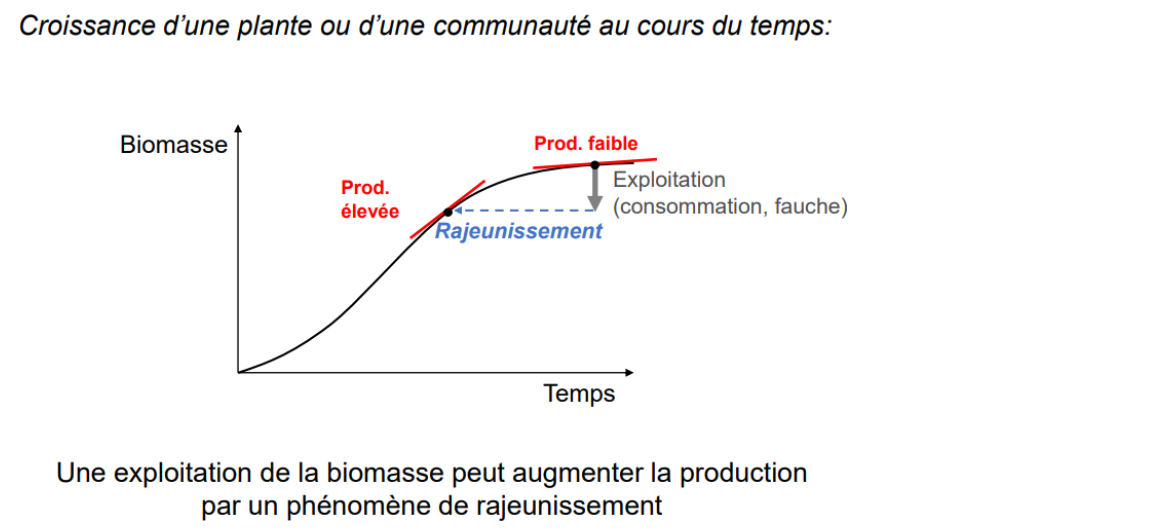 Croissance d’une plante ou d’une communauté au cours du temps:
Biomasse
Prod. faible
Prod.
élevée
Exploitation
(consommation, fauche)
Rajeunissement
Temps
Une exploitation de la biomasse peut augmenter la production
par un phénomène de rajeunissement